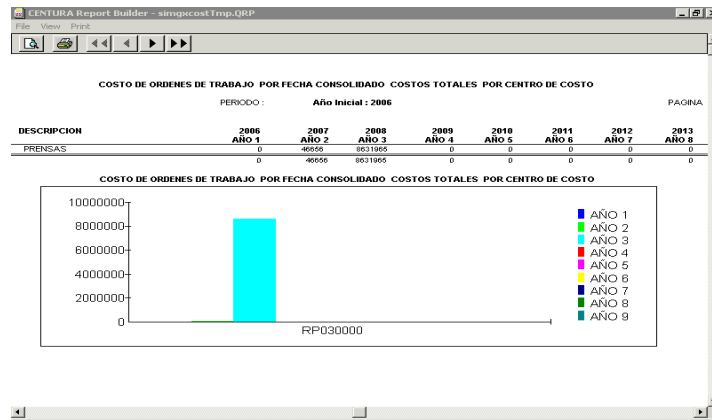 CENTURA Report Builder - simgxcostTmp.QRP
File View Print
COSTO DE ORDENES DE TRABAJO POR FECHA CONSOLIDADO COSTOS TOTALES POR CENTRO DE COSTO
PERIODO : Año Inicial : 2006 PAGINA
DESCRIPCION 2006 2007 2008 2009 2010 2011 2012 2013
AÑO 1 AÑO 2 AÑO 3 AÑO 4 AÑO 5 AÑO 6 AÑO 7 AÑO 8
PRENSAS 0 46656 8631965 0 0 0 0 0
0 46656 8631965 0 0 0 0 0
COSTO DE ORDENES DE TRABAJO POR FECHA CONSOLIDADO COSTOS TOTALES POR CENTRO DE COSTO
10000000
8000000
6000000
4000000
2000000
0
RP030000
AÑO 1
AÑO 2
AÑO 3
AÑO 4
AÑO 5
AÑO 6
AÑO 7
AÑO 8
AÑO 9